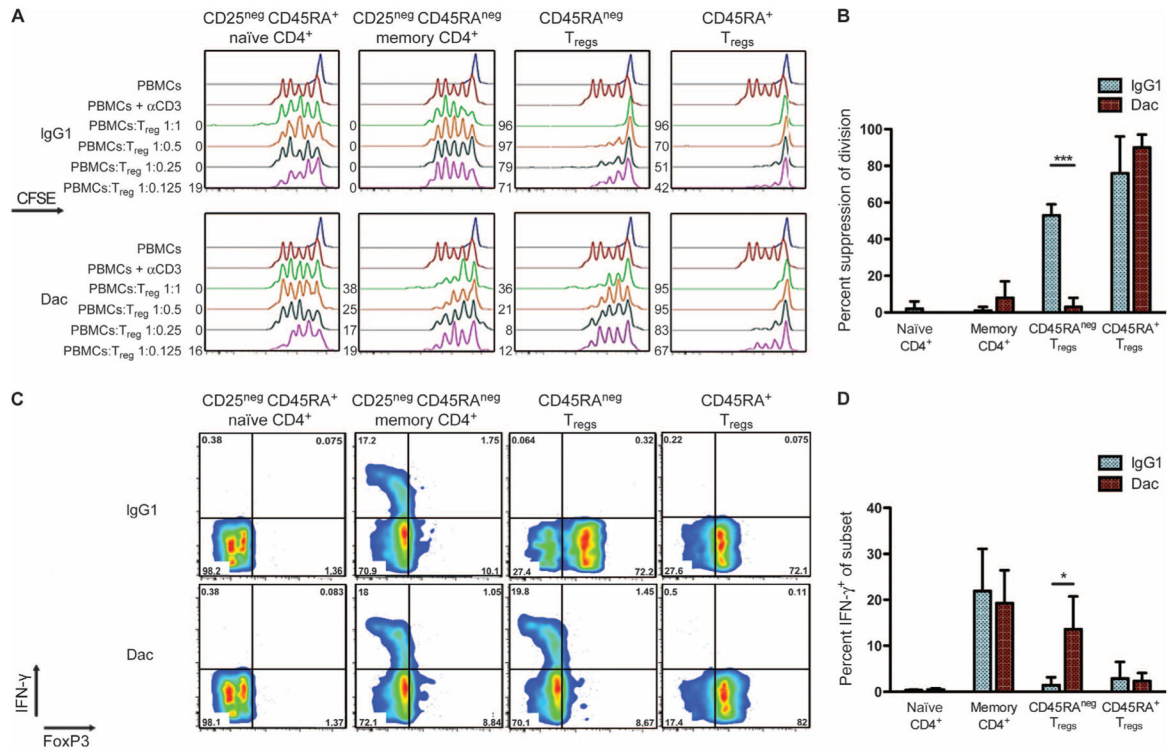 A
CD25ⁿᵉᵍ CD45RA⁺ naïve CD4⁺
CD25ⁿᵉᵍ CD45RAⁿᵉᵍ memory CD4⁺
CD45RAⁿᵉᵍ Tregs
CD45RA⁺ Tregs
IgG1
PBMCs
PBMCs + αCD3
PBMCs:Treg 1:1 0 0 96 96
PBMCs:Treg 1:0.5 0 0 97 70
PBMCs:Treg 1:0.25 0 0 79 51
PBMCs:Treg 1:0.125 19 0 71 42
CFSE
Dac
PBMCs
PBMCs + αCD3
PBMCs:Treg 1:1 0 38 36 95
PBMCs:Treg 1:0.5 0 25 21 95
PBMCs:Treg 1:0.25 0 17 8 83
PBMCs:Treg 1:0.125 16 19 12 67
B
IgG1
Dac
Percent suppression of division
100
80
60
40
20
0
***
Naïve CD4⁺
Memory CD4⁺
CD45RAⁿᵉᵍ Tregs
CD45RA⁺ Tregs
C
CD25ⁿᵉᵍ CD45RA⁺ naïve CD4⁺
CD25ⁿᵉᵍ CD45RAⁿᵉᵍ memory CD4⁺
CD45RAⁿᵉᵍ Tregs
CD45RA⁺ Tregs
IgG1
0.38 0.075 17.2 1.75 0.064 0.32 0.22 0.075
98.2 1.36 70.9 10.1 27.4 72.2 27.6 72.1
Dac
0.38 0.083 18 1.05 19.8 1.45 0.5 0.11
98.1 1.37 72.1 8.84 70.1 8.67 17.4 82
IFN-γ
FoxP3
D
IgG1
Dac
Percent IFN-γ⁺ of subset
40
30
20
10
0
*
Naïve CD4⁺
Memory CD4⁺
CD45RAⁿᵉᵍ Tregs
CD45RA⁺ Tregs